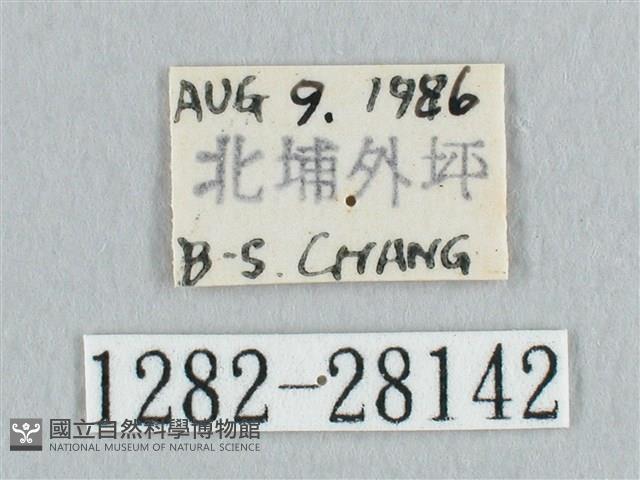 AUG 9. 1986
北埔外坪
B-S. CHANG
1282-28142
國立自然科學博物館
NATIONAL MUSEUM OF NATURAL SCIENCE